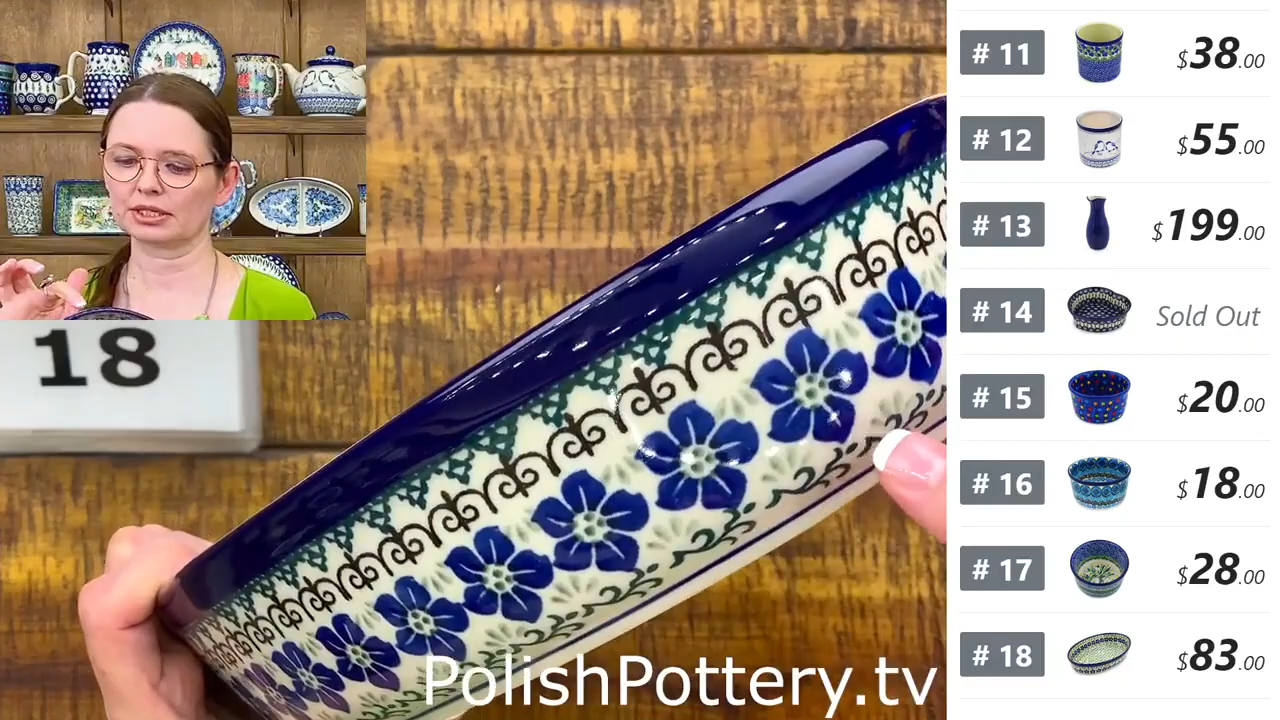 18
PolishPottery.tv
# 11 $38.00
# 12 $55.00
# 13 $199.00
# 14 Sold Out
# 15 $20.00
# 16 $18.00
# 17 $28.00
# 18 $83.00